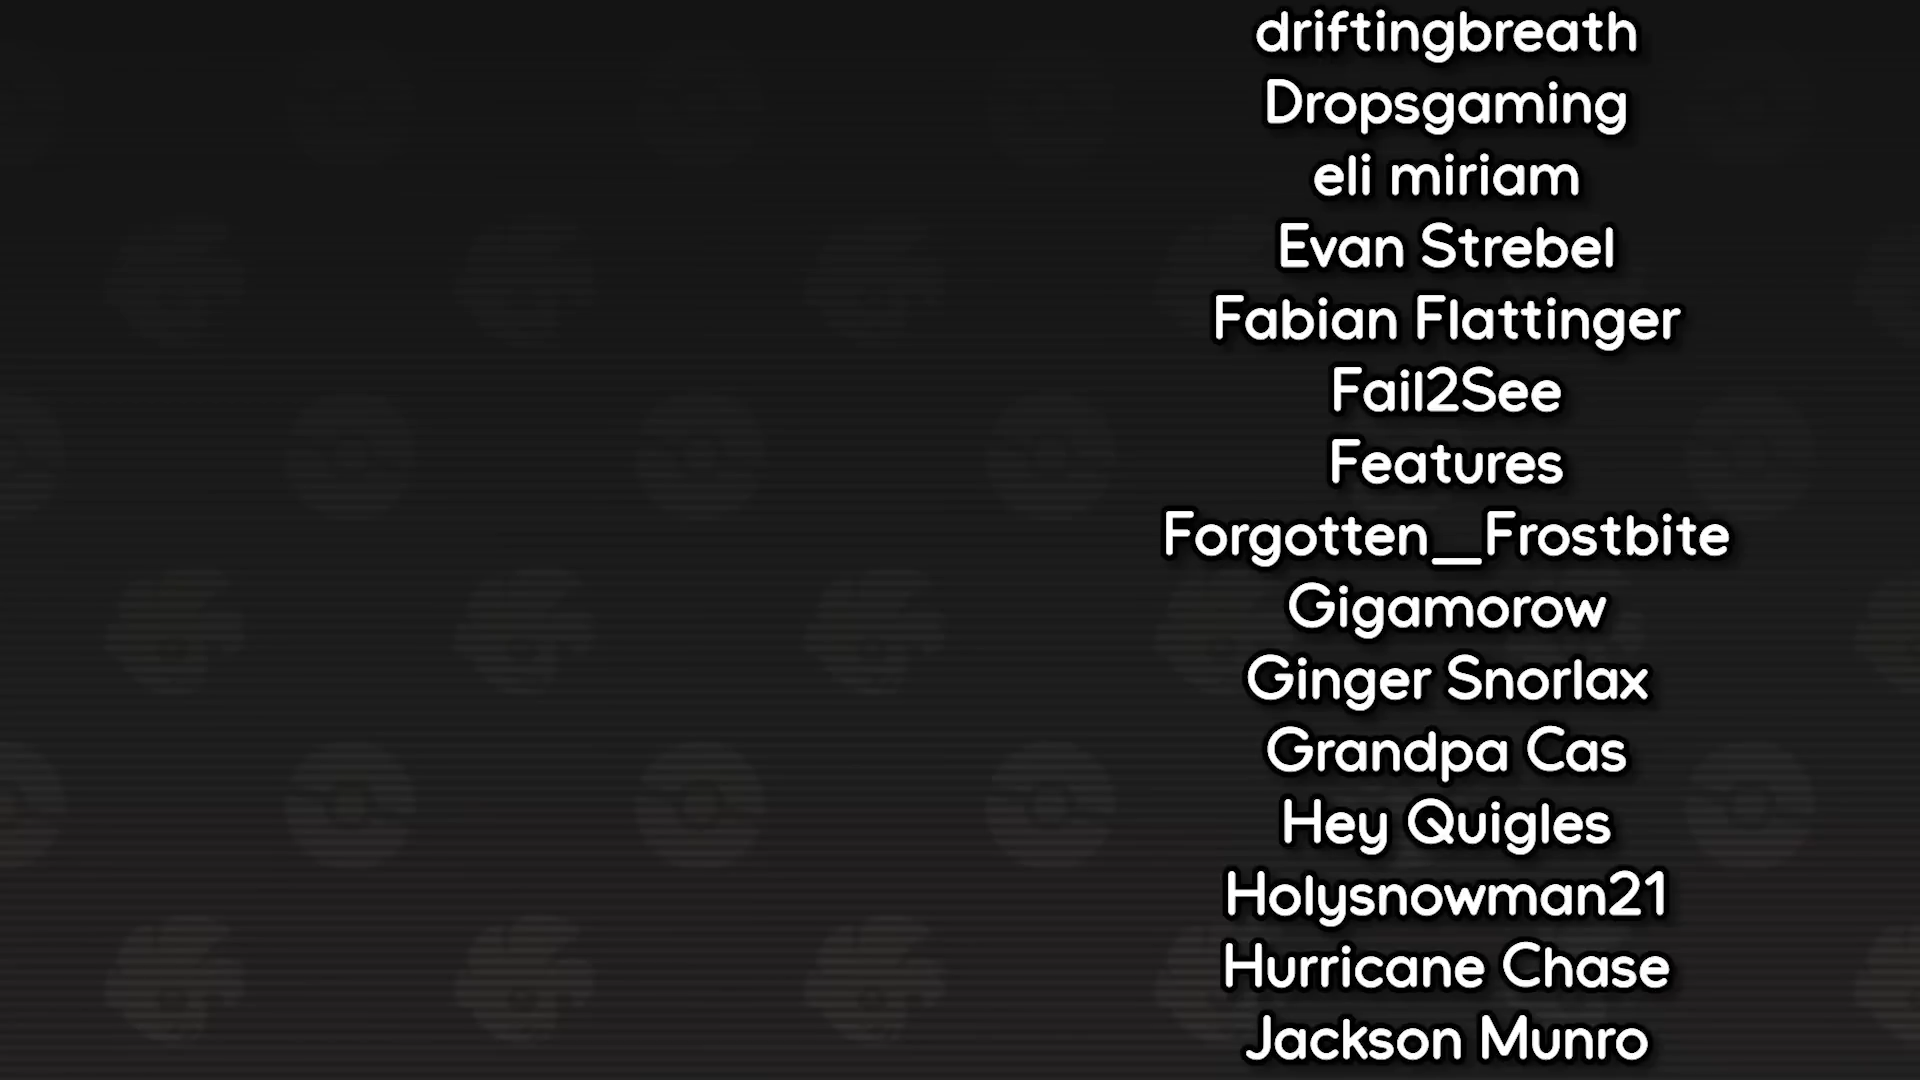 driftingbreath
Dropsgaming
eli miriam
Evan Strebel
Fabian Flattinger
Fail2See
Features
Forgotten_Frostbite
Gigamorow
Ginger Snorlax
Grandpa Cas
Hey Quigles
Holysnowman21
Hurricane Chase
Jackson Munro